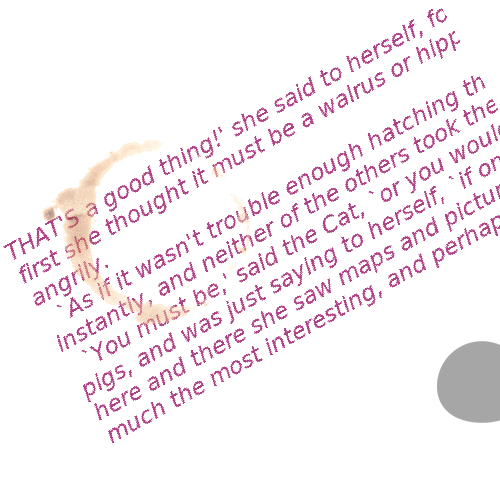 THAT'S a good thing!' she said to herself, fo
first she thought it must be a walrus or hipp
angrily.
`As if it wasn't trouble enough hatching th
instantly, and neither of the others took the
`You must be,' said the Cat, `or you woul
pigs, and was just saying to herself, `if on
here and there she saw maps and pictur
much the most interesting, and perhap